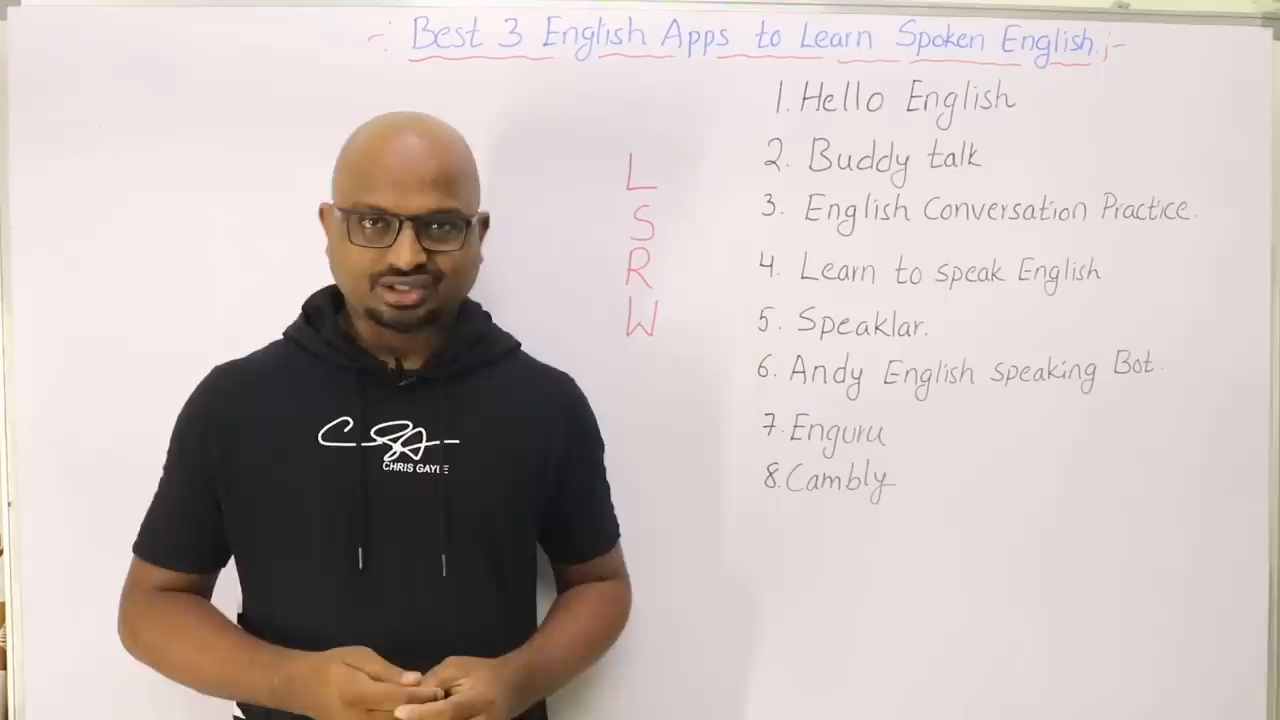 -: Best 3 English Apps to Learn Spoken English ;-
1. Hello English
2. Buddy talk
3. English Conversation Practice.
4. Learn to speak English
5. Speaklar.
6. Andy English speaking Bot.
7. Enguru
8. Cambly
L
S
R
W
CHRIS GAYLE